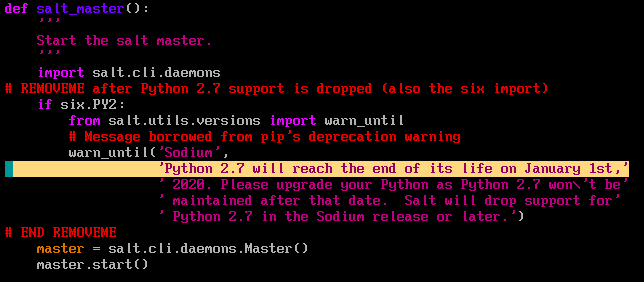 def salt_master():
    '''
    Start the salt master.
    '''
    import salt.cli.daemons
# REMOVEME after Python 2.7 support is dropped (also the six import)
    if six.PY2:
        from salt.utils.versions import warn_until
        # Message borrowed from pip's deprecation warning
        warn_until('Sodium',
                   'Python 2.7 will reach the end of its life on January 1st,'
                   ' 2020. Please upgrade your Python as Python 2.7 won\'t be'
                   ' maintained after that date.  Salt will drop support for'
                   ' Python 2.7 in the Sodium release or later.')
# END REMOVEME
    master = salt.cli.daemons.Master()
    master.start()